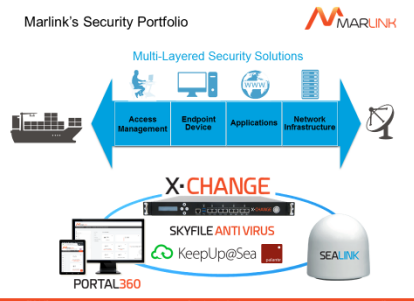 Marlink's Security Portfolio
MARLINK
Multi-Layered Security Solutions
WWW
Access
Management
Endpoint
Device
Applications
Network
Infrastructure
X·CHANGE
X·CHANGE
SKYFILE ANTI VIRUS
KeepUp@Sea
SEALINK
PORTAL360